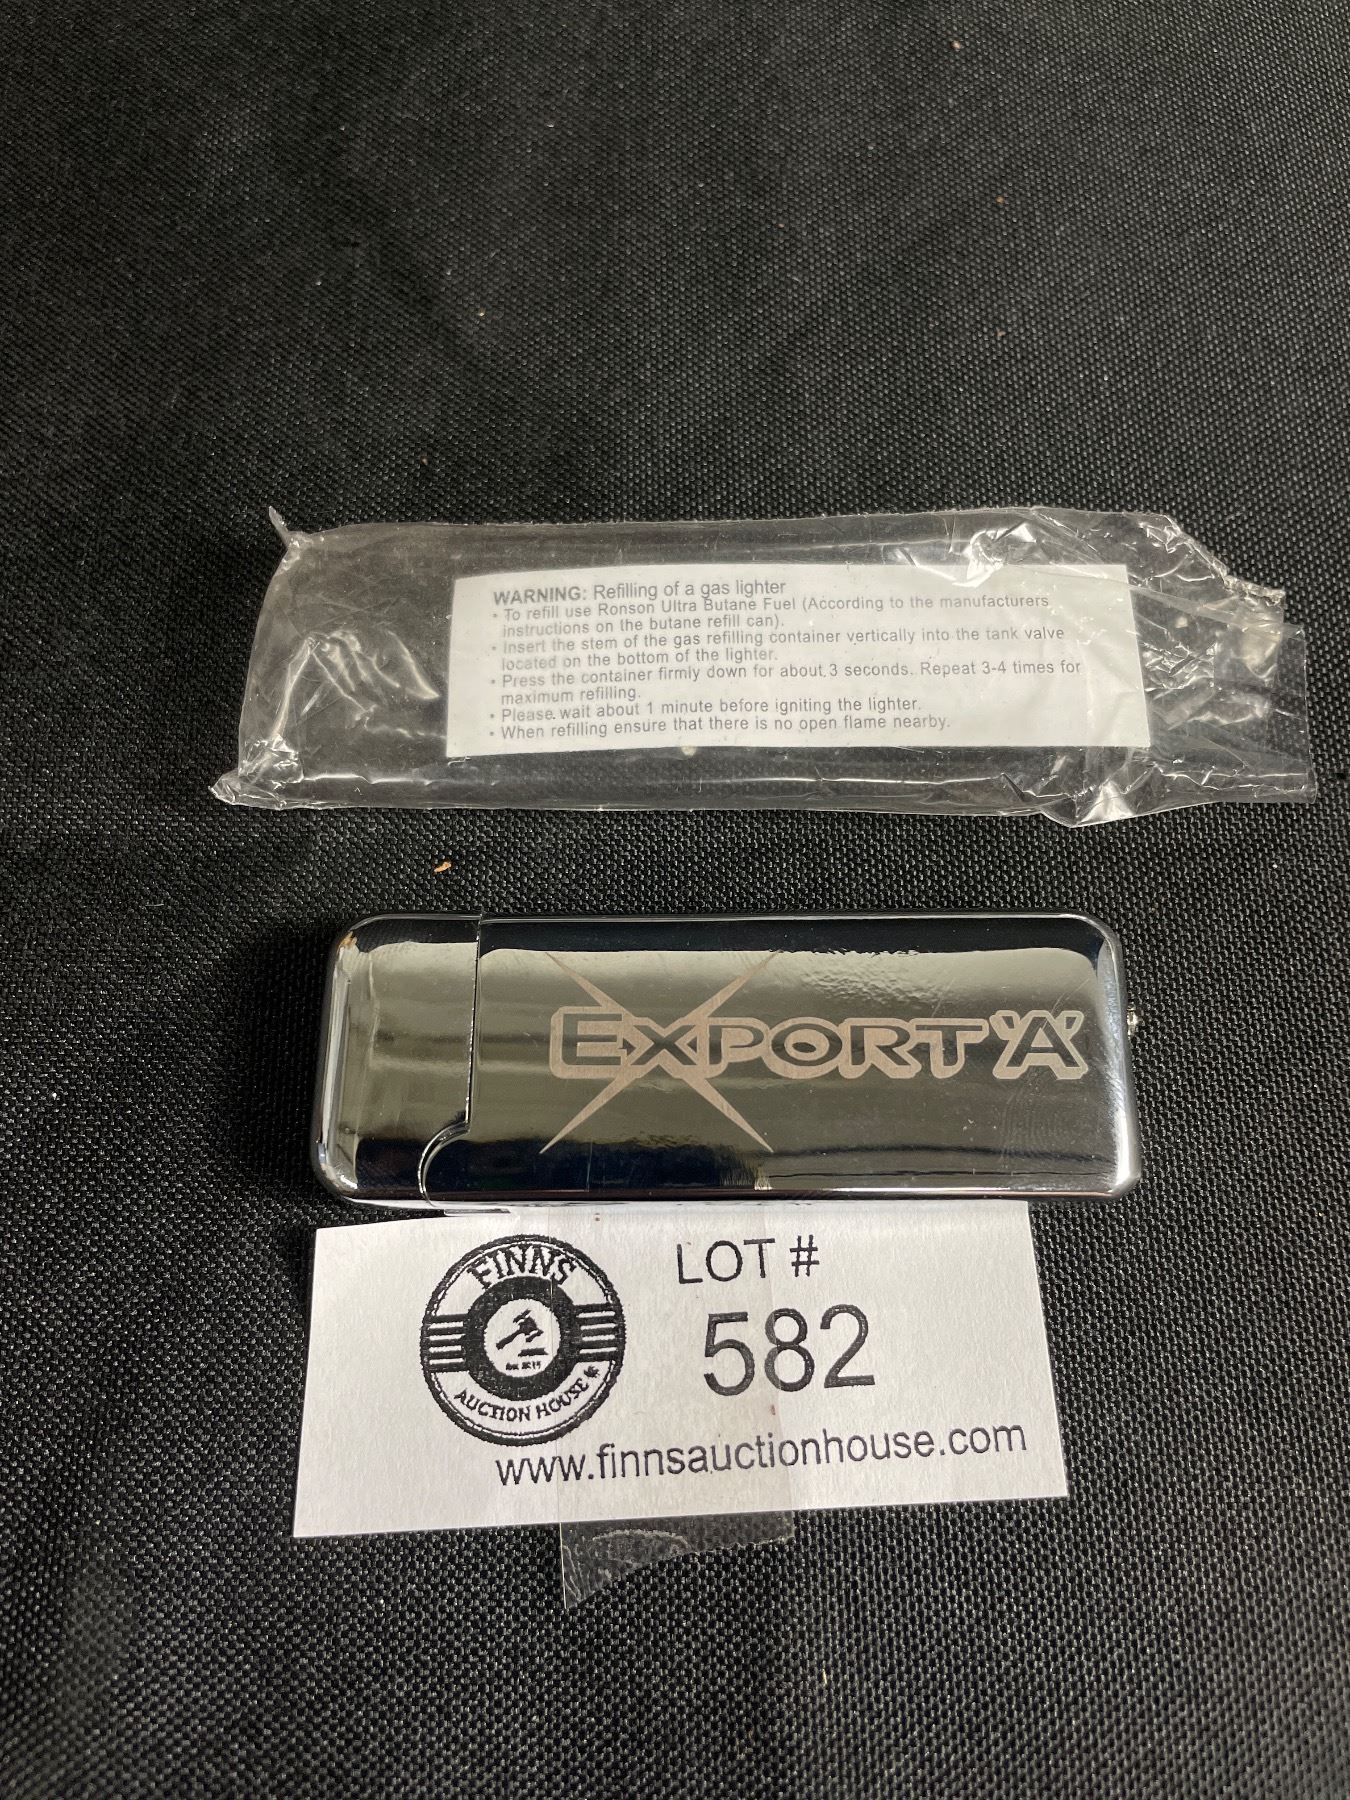 WARNING: Refilling of a gas lighter
• To refill use Ronson Ultra Butane Fuel (According to the manufacturers
instructions on the butane refill can).
• Insert the stem of the gas refilling container vertically into the tank valve
located on the bottom of the lighter.
• Press the container firmly down for about 3 seconds. Repeat 3-4 times for
maximum refilling.
• Please wait about 1 minute before igniting the lighter.
• When refilling ensure that there is no open flame nearby.
EXPORT 'A'
FINNS
AUCTION HOUSE
LOT #
582
www.finnsauctionhouse.com